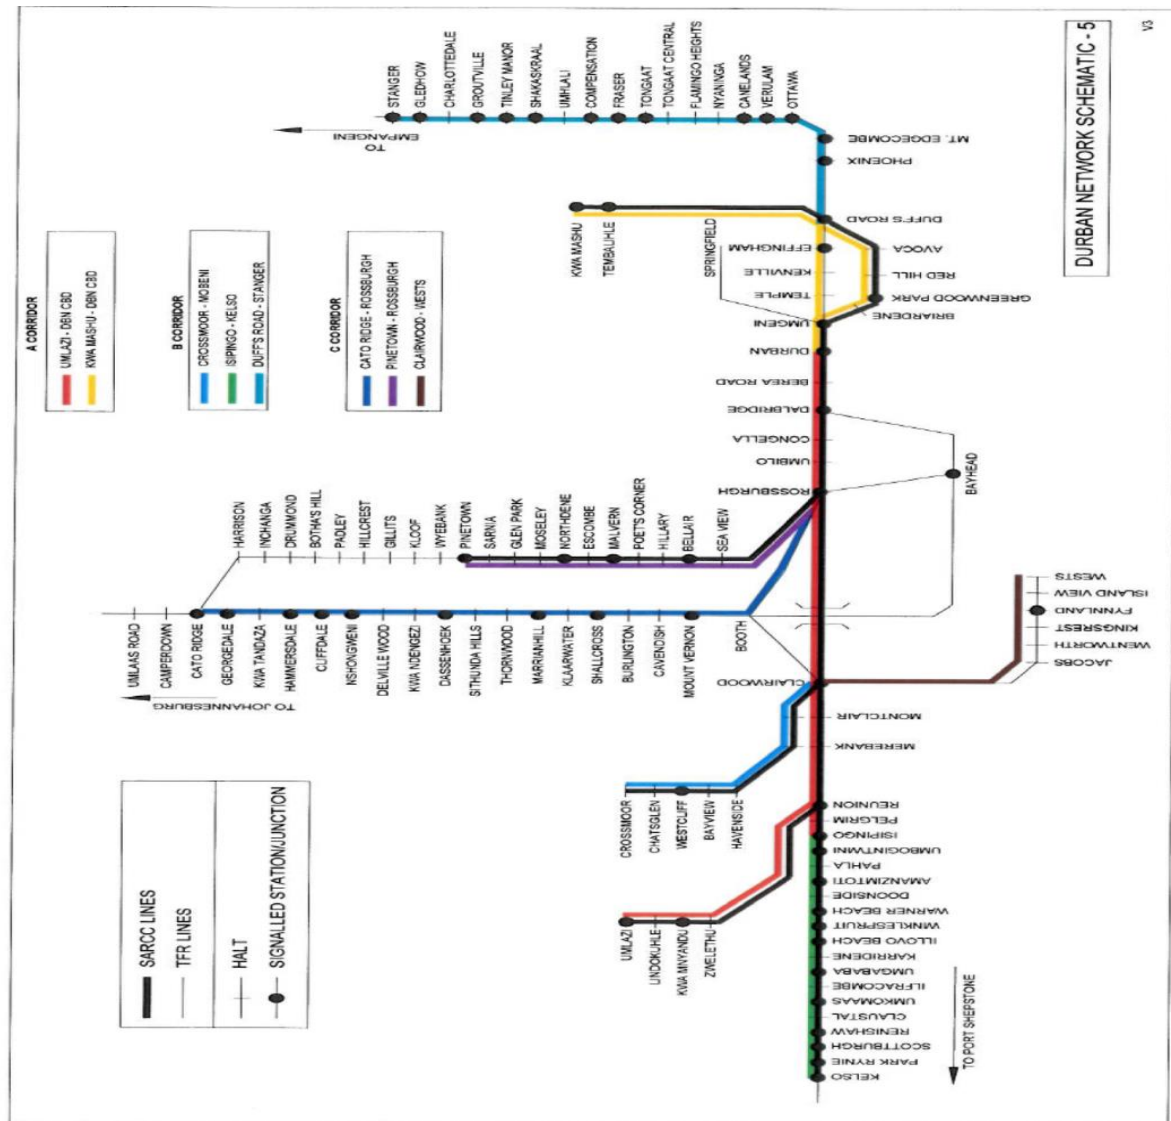 DURBAN NETWORK SCHEMATIC - 5
V3
A CORRIDOR
UMLAZI - DBN CBD
KWA MASHU - DBN CBD
B CORRIDOR
CROSSMOOR - MOBENI
ISIPINGO - KELSO
DUFF'S ROAD - STANGER
C CORRIDOR
CATO RIDGE - ROSSBURGH
PINETOWN - ROSSBURGH
CLAIRWOOD - WESTS
SARCC LINES
TFR LINES
HALT
SIGNALLED STATION/JUNCTION
TO EMPANGENI
STANGER
GLEDHOW
CHARLOTTEDALE
GROUTVILLE
TINLEY MANOR
SHAKASKRAAL
UMHLALI
COMPENSATION
FRASER
TONGAAT
TONGAAT CENTRAL
FLAMINGO HEIGHTS
NYANINGA
CANELANDS
VERULAM
OTTAWA
MT. EDGECOMBE
PHOENIX
DUFF'S ROAD
KWA MASHU
TEMBALIHLE
SPRINGFIELD
EFFINGHAM
KENVILLE
TEMPLE
UMGENI
AVOCA
RED HILL
GREENWOOD PARK
BRIARDENE
DURBAN
BEREA ROAD
DALBRIDGE
CONGELLA
UMBILO
ROSSBURGH
BAYHEAD
HARRISON
INCHANGA
DRUMMOND
BOTHA'S HILL
PADLEY
HILLCREST
GILLITS
KLOOF
WYEBANK
PINETOWN
SARNIA
GLEN PARK
MOSELEY
NORTHDENE
ESCOMBE
MALVERN
POET'S CORNER
HILLARY
BELLAIR
SEA VIEW
UMLAAS ROAD
CAMPERDOWN
CATO RIDGE
GEORGEDALE
KWA TANDAZA
HAMMERSDALE
CLIFFDALE
NSHONGWENI
DELVILLE WOOD
KWA NDENGEZI
DASSENHOEK
SITHUNDA HILLS
THORNWOOD
MARRIANHILL
KLAARWATER
SHALLCROSS
BURLINGTON
CAVENDISH
MOUNT VERNON
BOOTH
TO JOHANNESBURG
CLAIRWOOD
WESTS
ISLAND VIEW
FYNNLAND
KINGSREST
WENTWORTH
JACOBS
MONTCLAIR
MEREBANK
CROSSMOOR
CHATSGLEN
WESTCLIFF
BAYVIEW
HAVENSIDE
UMLAZI
LINDOKUHLE
KWA MNYANDU
ZWELETHU
REUNION
PELGRIM
ISIPINGO
UMBOGINTWINI
PAHLA
AMANZIMTOTI
DOONSIDE
WARNER BEACH
WINKLESPRUIT
ILLOVO BEACH
KARRIDENE
UMGABABA
ILFRACOMBE
UMKOMAAS
CLAUSTAL
RENISHAW
SCOTTBURGH
PARK RYNIE
KELSO
TO PORT SHEPSTONE